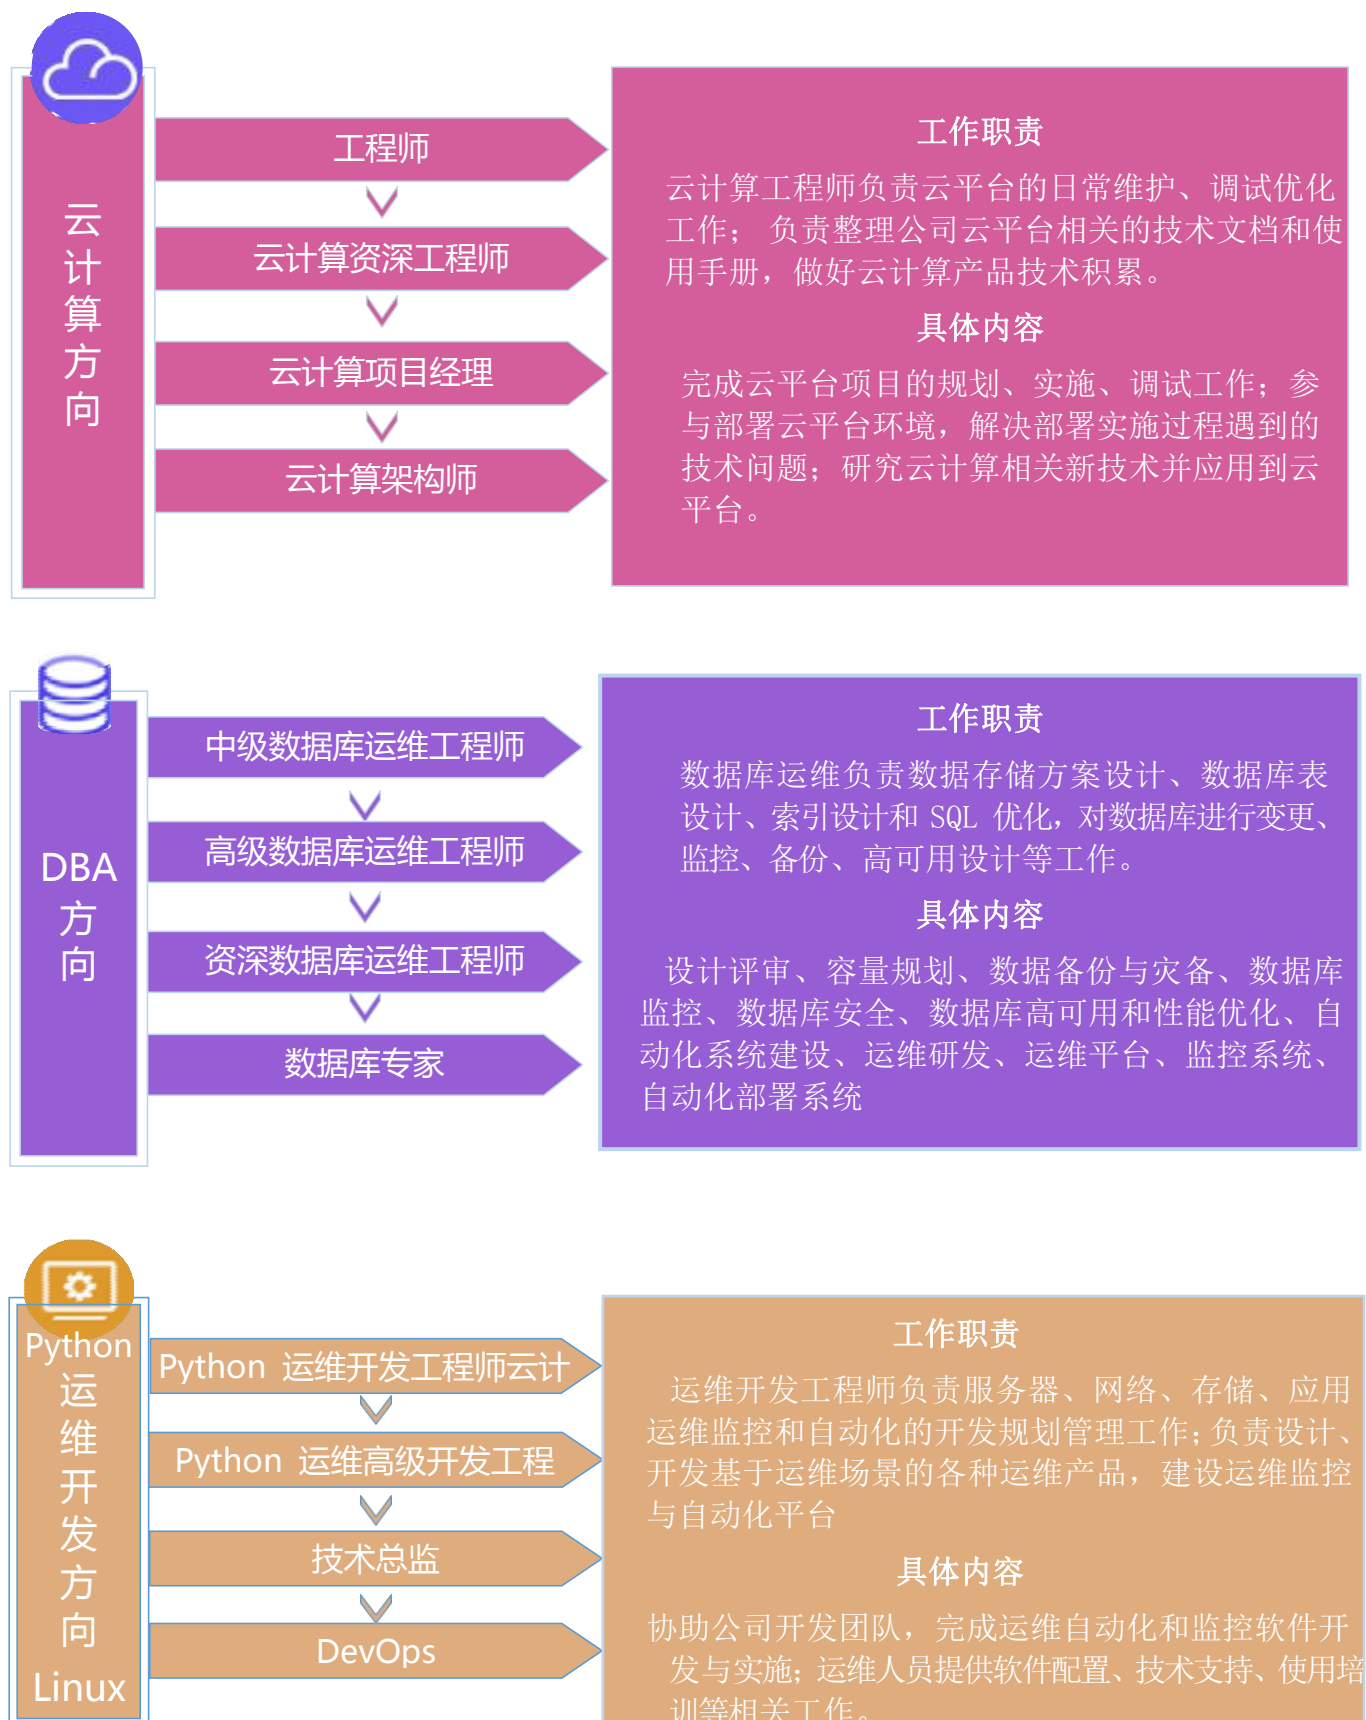 云计算方向
工程师
云计算资深工程师
云计算项目经理
云计算架构师
工作职责
云计算工程师负责云平台的日常维护、调试优化
工作； 负责整理公司云平台相关的技术文档和使
用手册，做好云计算产品技术积累。
具体内容
完成云平台项目的规划、实施、调试工作；参
与部署云平台环境，解决部署实施过程遇到的
技术问题；研究云计算相关新技术并应用到云
平台。
DBA
方
向
中级数据库运维工程师
高级数据库运维工程师
资深数据库运维工程师
数据库专家
工作职责
数据库运维负责数据存储方案设计、数据库表
设计、索引设计和 SQL 优化，对数据库进行变更、
监控、备份、高可用设计等工作。
具体内容
设计评审、容量规划、数据备份与灾备、数据库
监控、数据库安全、数据库高可用和性能优化、自
动化系统建设、运维研发、运维平台、监控系统、
自动化部署系统
Python
运
维
开
发
方
向
Linux
Python 运维开发工程师云计
Python 运维高级开发工程
技术总监
DevOps
工作职责
运维开发工程师负责服务器、网络、存储、应用
运维监控和自动化的开发规划管理工作；负责设计、
开发基于运维场景的各种运维产品，建设运维监控
与自动化平台
具体内容
协助公司开发团队，完成运维自动化和监控软件开
发与实施；运维人员提供软件配置、技术支持、使用培
训等相关工作。